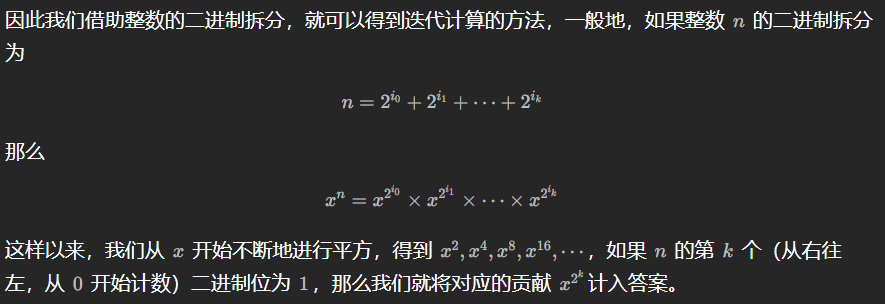 因此我们借助整数的二进制拆分，就可以得到迭代计算的方法，一般地，如果整数 n 的二进制拆分
为
n = 2^{i_0} + 2^{i_1} + ⋯ + 2^{i_k}
那么
x^n = x^{2^{i_0}} × x^{2^{i_1}} × ⋯ × x^{2^{i_k}}
这样以来，我们从 x 开始不断地进行平方，得到 x^2, x^4, x^8, x^{16}, ⋯，如果 n 的第 k 个（从右往
左，从 0 开始计数）二进制位为 1，那么我们就将对应的贡献 x^{2^k} 计入答案。